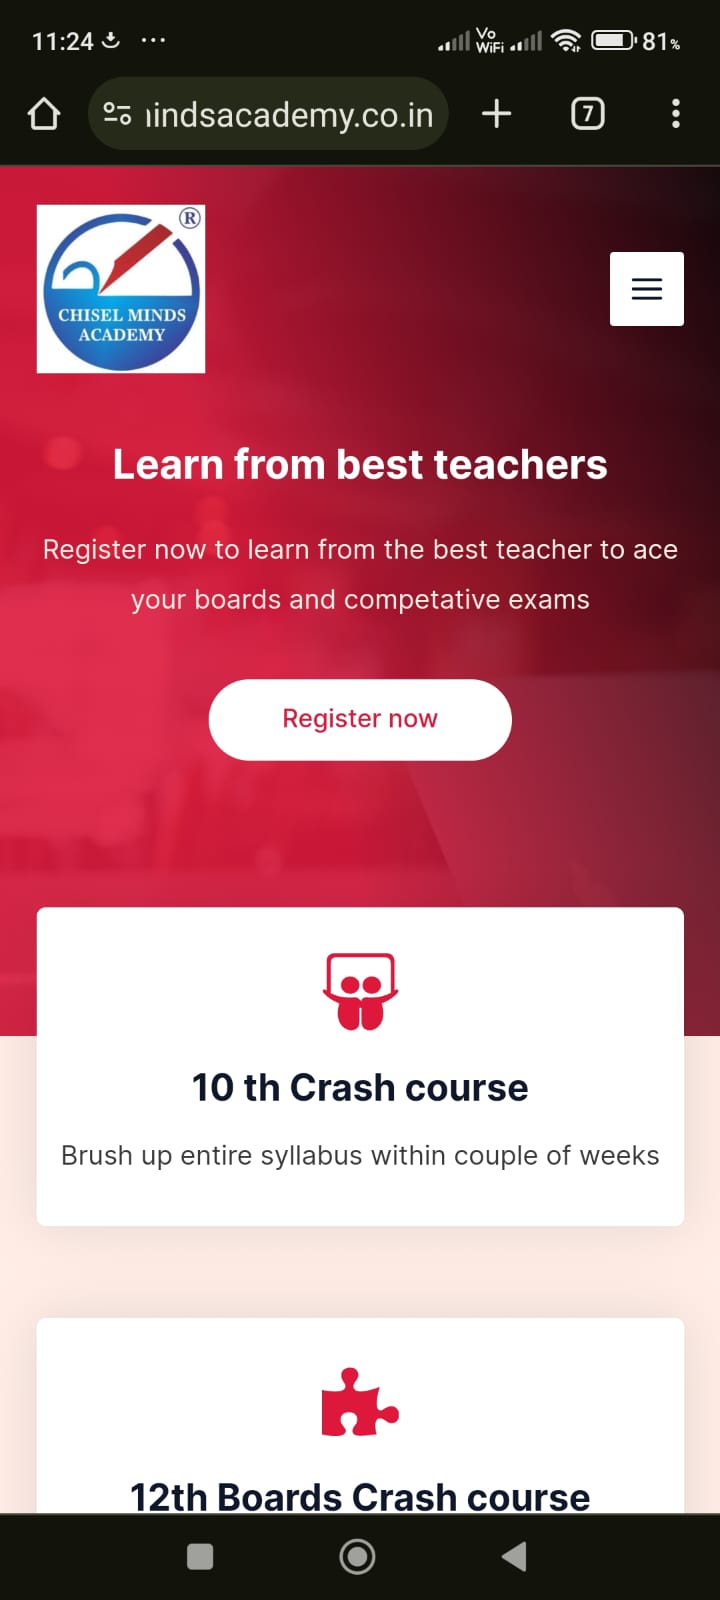 11:24
Vo
WiFi
81%
indsacademy.co.in
7
®
CHISEL MINDS
ACADEMY
Learn from best teachers
Register now to learn from the best teacher to ace
your boards and competative exams
Register now
10 th Crash course
Brush up entire syllabus within couple of weeks
12th Boards Crash course